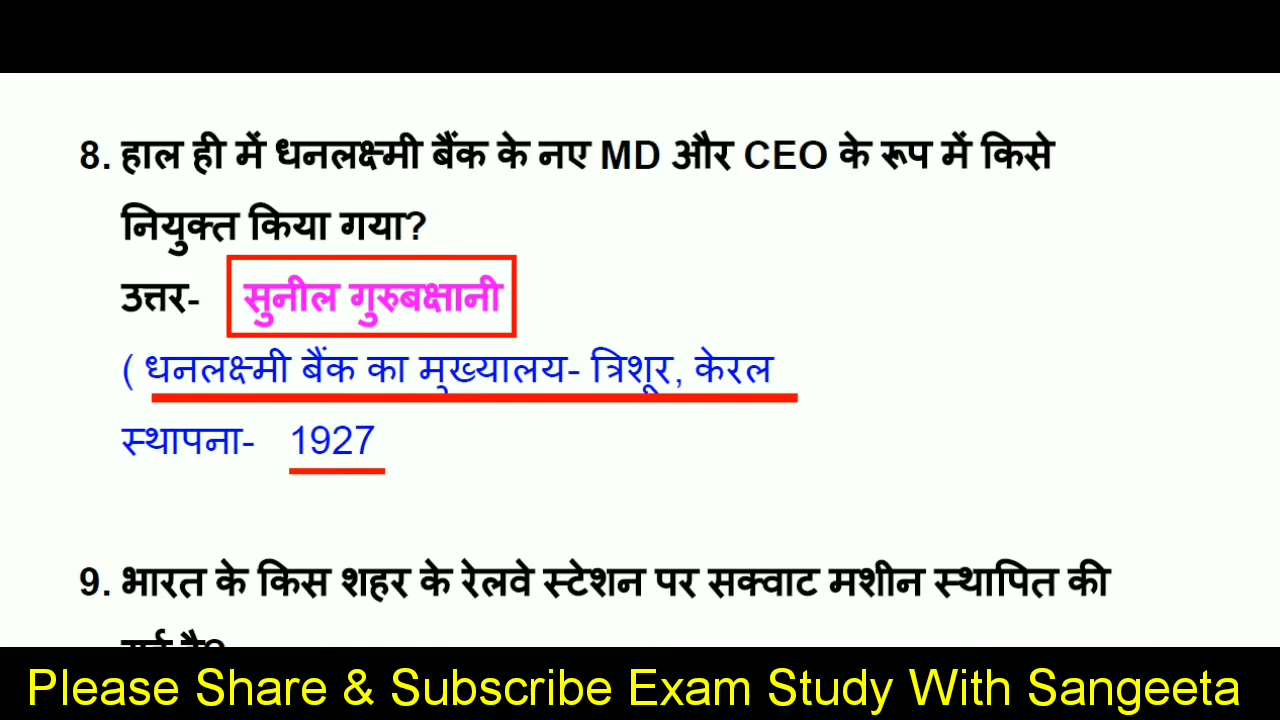 8. हाल ही में धनलक्ष्मी बैंक के नए MD और CEO के रूप में किसे
नियुक्त किया गया?
उत्तर- सुनील गुरुबक्षानी
( धनलक्ष्मी बैंक का मुख्यालय- त्रिशूर, केरल
स्थापना- 1927
9. भारत के किस शहर के रेलवे स्टेशन पर सक्वाट मशीन स्थापित की
Please Share & Subscribe Exam Study With Sangeeta